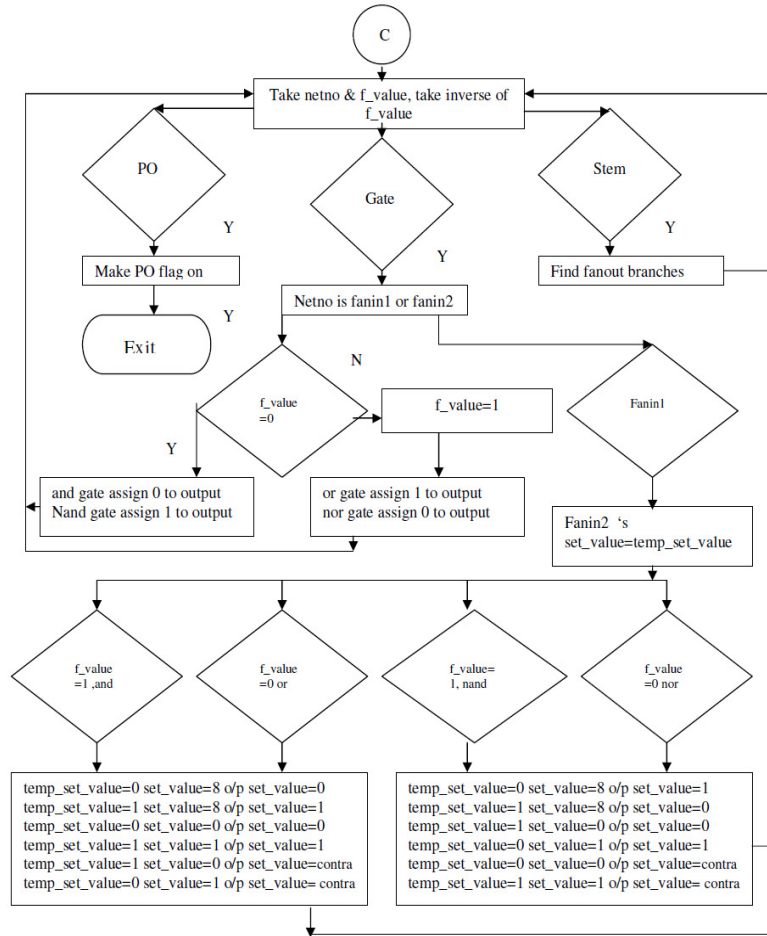 C
Take netno & f_value, take inverse of
f_value
PO
Gate
Stem
Y
Y
Y
Make PO flag on
Find fanout branches
Netno is fanin1 or fanin2
Y
Exit
N
f_value
=0
f_value=1
Fanin1
Y
and gate assign 0 to output
Nand gate assign 1 to output
or gate assign 1 to output
nor gate assign 0 to output
Fanin2 ‘s
set_value=temp_set_value
f_value
=1 ,and
f_value
=0 or
f_value=
1, nand
f_value
=0 nor
temp_set_value=0 set_value=8 o/p set_value=0
temp_set_value=1 set_value=8 o/p set_value=1
temp_set_value=0 set_value=0 o/p set_value=0
temp_set_value=1 set_value=1 o/p set_value=1
temp_set_value=1 set_value=0 o/p set_value=contra
temp_set_value=0 set_value=1 o/p set_value= contra
temp_set_value=0 set_value=8 o/p set_value=1
temp_set_value=1 set_value=8 o/p set_value=0
temp_set_value=1 set_value=0 o/p set_value=0
temp_set_value=0 set_value=1 o/p set_value=1
temp_set_value=0 set_value=0 o/p set_value=contra
temp_set_value=1 set_value=1 o/p set_value= contra